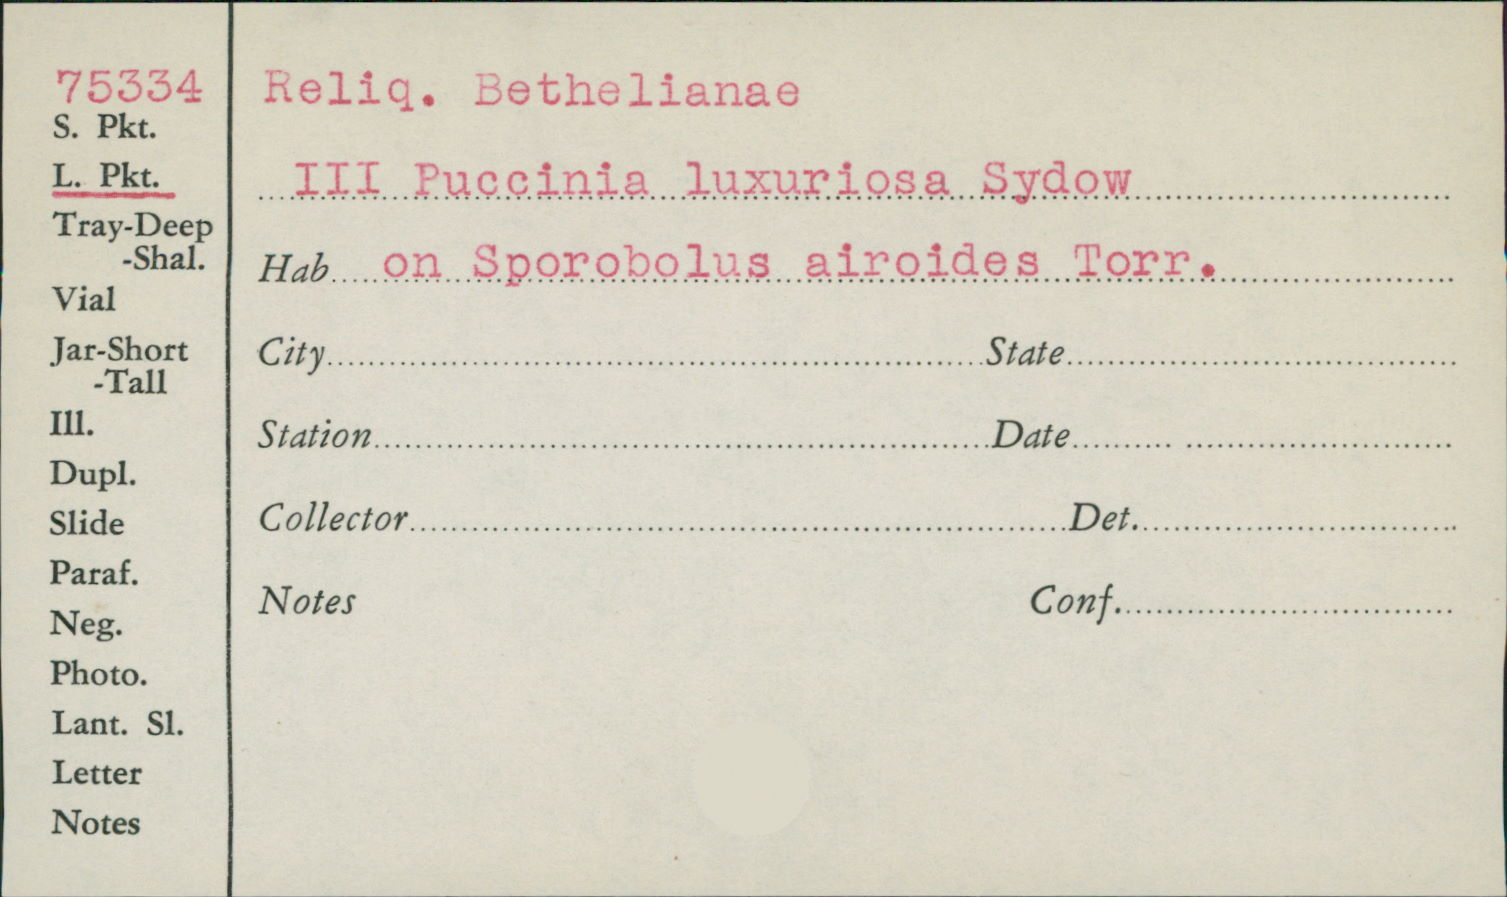 75334
S. Pkt.
L. Pkt.
Tray-Deep
-Shal.
Vial
Jar-Short
-Tall
Ill.
Dupl.
Slide
Paraf.
Neg.
Photo.
Lant. Sl.
Letter
Notes
Reliq. Bethelianae
III Puccinia luxuriosa Sydow
Hab on Sporobolus airoides Torr.
City State
Station Date
Collector Det.
Notes Conf.